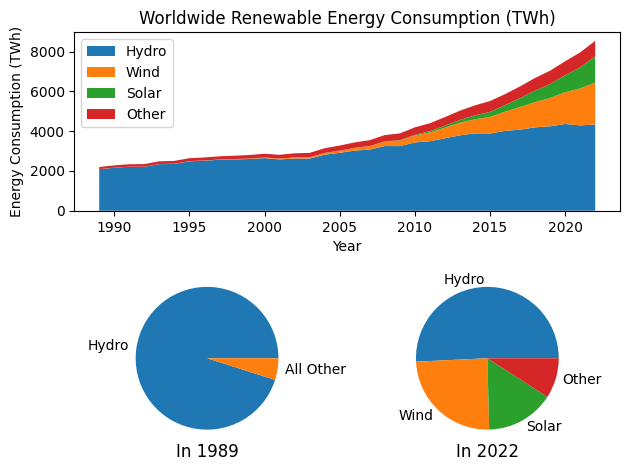 Worldwide Renewable Energy Consumption (TWh)
Energy Consumption (TWh)
8000
6000
4000
2000
0
Hydro
Wind
Solar
Other
1990
1995
2000
2005
2010
2015
2020
Year
Hydro
All Other
In 1989
Hydro
Wind
Solar
Other
In 2022